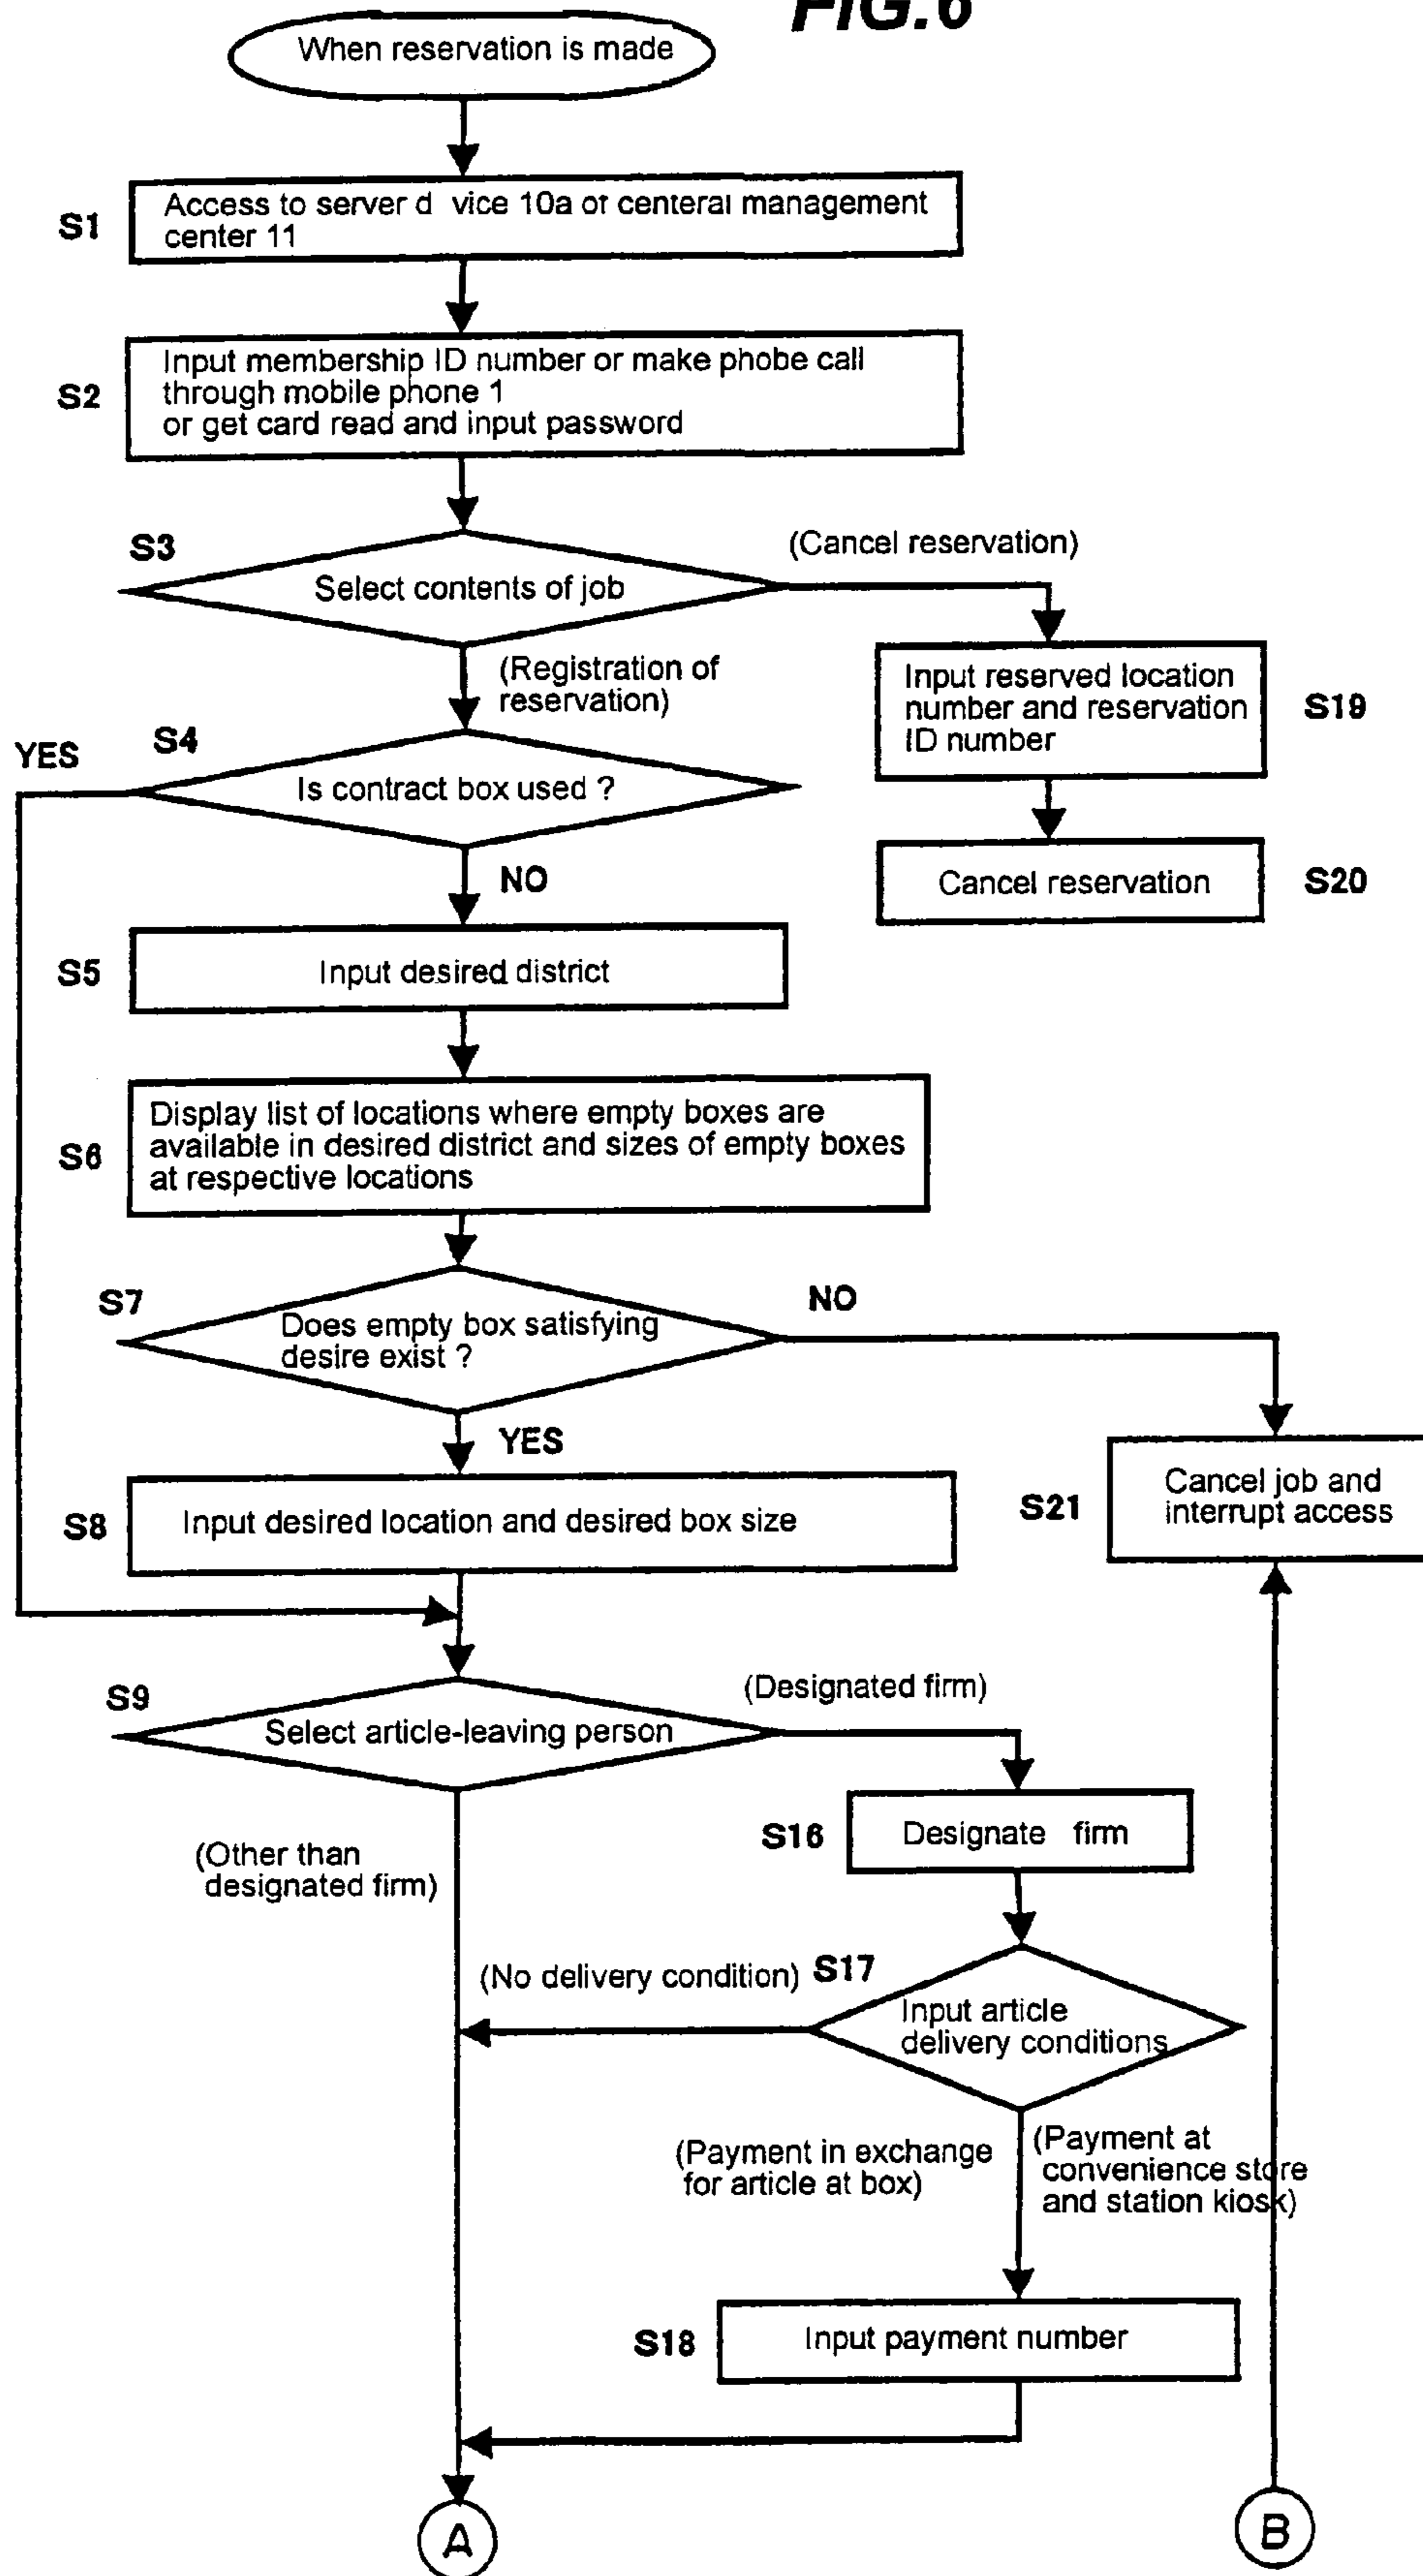 FIG.6
When reservation is made
S1
Access to server d vice 10a of centeral management
center 11
S2
Input membership ID number or make phobe call
through mobile phone 1
or get card read and input password
S3
Select contents of job
(Cancel reservation)
(Registration of
reservation)
Input reserved location
number and reservation
ID number
S19
YES
S4
Is contract box used ?
NO
Cancel reservation
S20
S5
Input desired district
S6
Display list of locations where empty boxes are
available in desired district and sizes of empty boxes
at respective locations
S7
Does empty box satisfying
desire exist ?
NO
YES
S8
Input desired location and desired box size
S21
Cancel job and
interrupt access
S9
Select article-leaving person
(Designated firm)
S16
Designate firm
(Other than
designated firm)
(No delivery condition)
S17
Input article
delivery conditions
(Payment in exchange
for article at box)
(Payment at
convenience store
and station kiosk)
S18
Input payment number
A
B